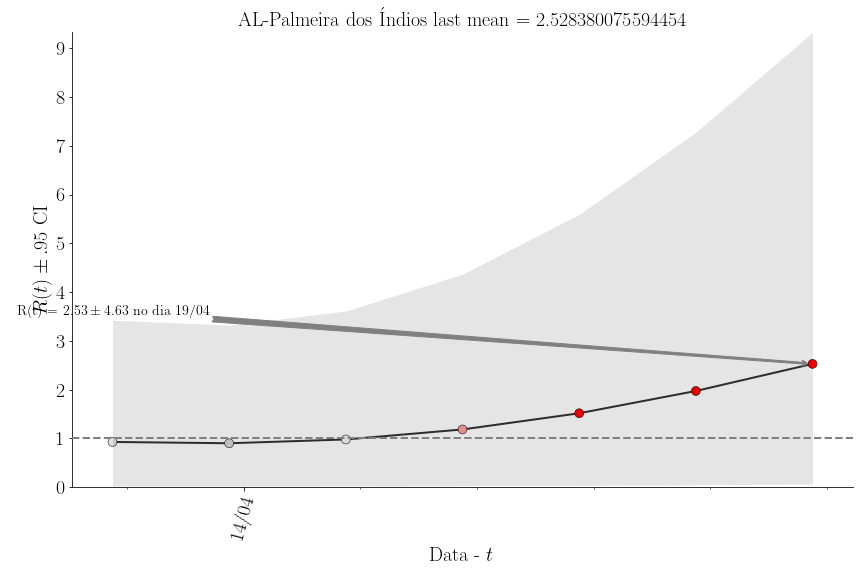 AL-Palmeira dos Índios last mean = 2.528380075594454
9
8
7
6
5
4
3
2
1
0
R(t) ± .95 CI
R(t) = 2.53 ± 4.63 no dia 19/04
14/04
Data - t